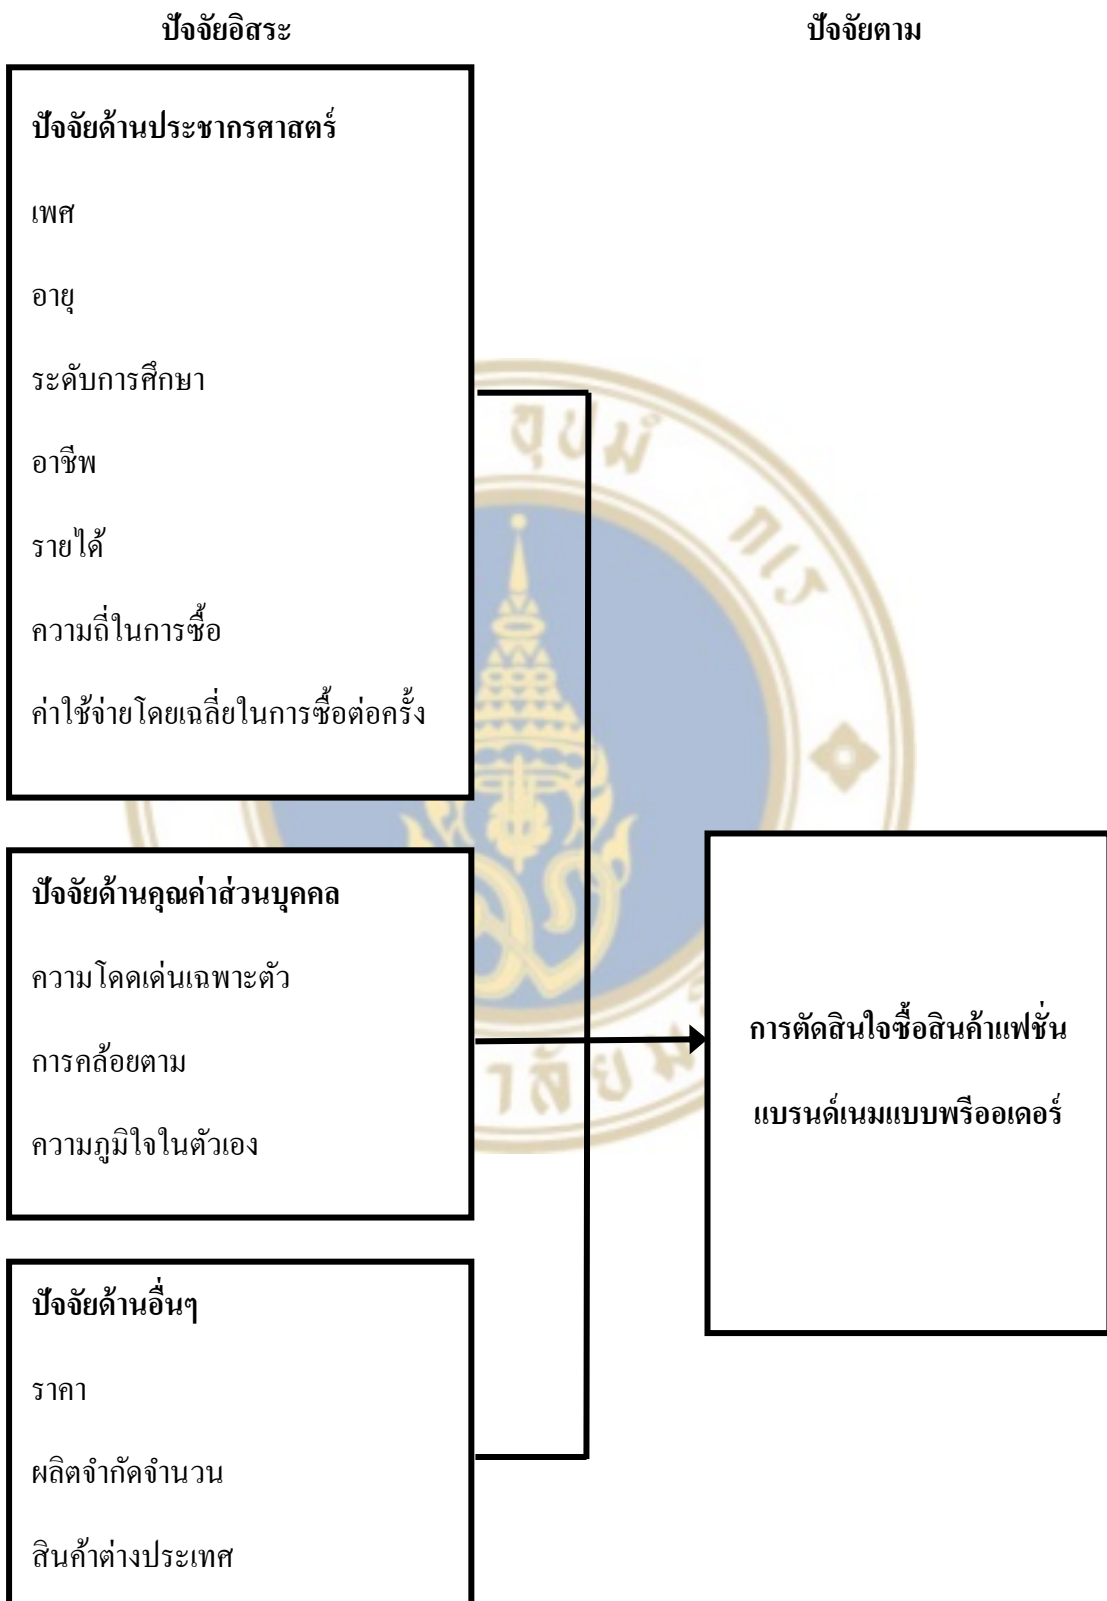 ปัจจัยอิสระ
ปัจจัยตาม
ปัจจัยด้านประชากรศาสตร์
เพศ
อายุ
ระดับการศึกษา
อาชีพ
รายได้
ความถี่ในการซื้อ
ค่าใช้จ่ายโดยเฉลี่ยในการซื้อต่อครั้ง
ปัจจัยด้านคุณค่าส่วนบุคคล
ความโดดเด่นเฉพาะตัว
การคล้อยตาม
ความภูมิใจในตัวเอง
ปัจจัยด้านอื่นๆ
ราคา
ผลิตจำกัดจำนวน
สินค้าต่างประเทศ
การตัดสินใจซื้อสินค้าแฟชั่น
แบรนด์เนมแบบพรีออเดอร์
อุปมํ กเร